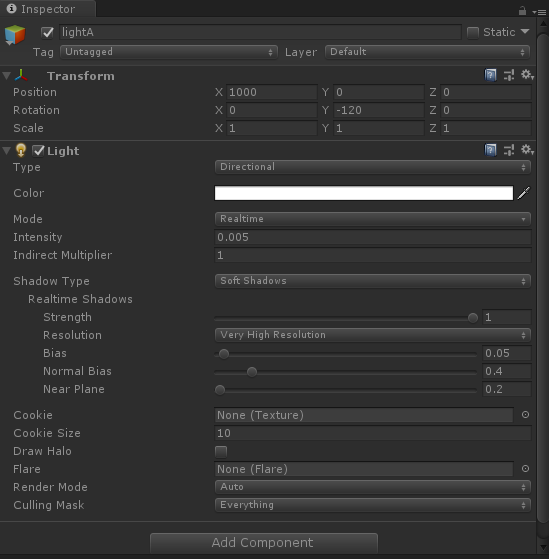 Inspector
lightA Static
Tag Untagged Layer Default
Transform
Position X 1000 Y 0 Z 0
Rotation X 0 Y -120 Z 0
Scale X 1 Y 1 Z 1
Light
Type Directional
Color
Mode Realtime
Intensity 0.005
Indirect Multiplier 1
Shadow Type Soft Shadows
Realtime Shadows
Strength 1
Resolution Very High Resolution
Bias 0.05
Normal Bias 0.4
Near Plane 0.2
Cookie None (Texture)
Cookie Size 10
Draw Halo
Flare None (Flare)
Render Mode Auto
Culling Mask Everything
Add Component